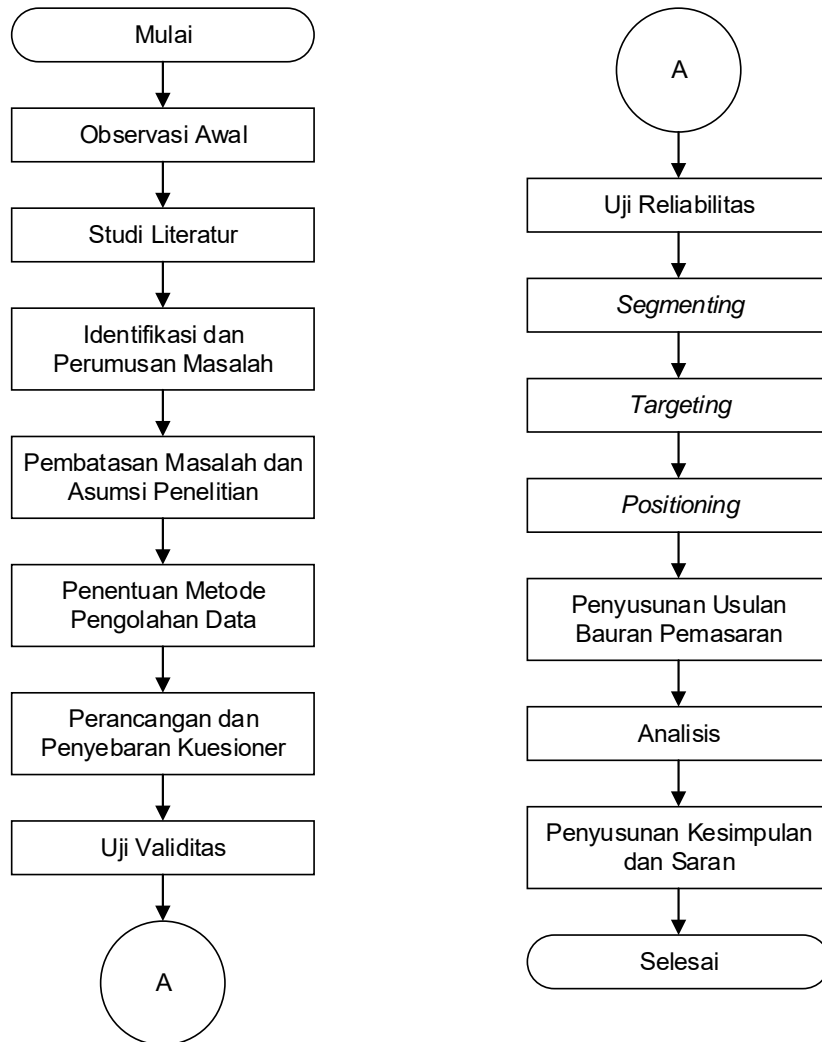 Mulai
Observasi Awal
Studi Literatur
Identifikasi dan
Perumusan Masalah
Pembatasan Masalah dan
Asumsi Penelitian
Penentuan Metode
Pengolahan Data
Perancangan dan
Penyebaran Kuesioner
Uji Validitas
A
A
Uji Reliabilitas
Segmenting
Targeting
Positioning
Penyusunan Usulan
Bauran Pemasaran
Analisis
Penyusunan Kesimpulan
dan Saran
Selesai